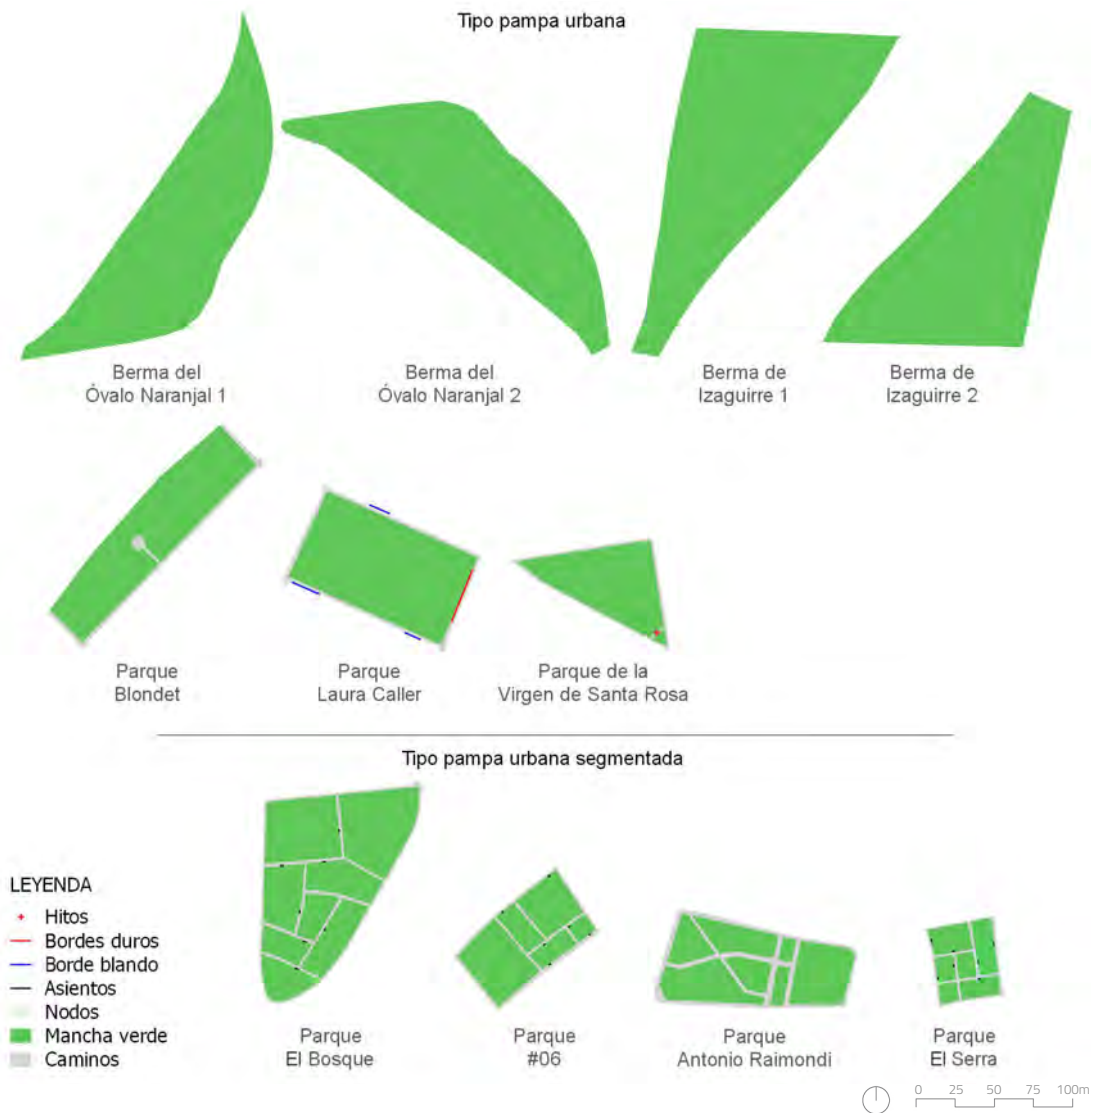 Tipo pampa urbana
Berma del
Óvalo Naranjal 1
Berma del
Óvalo Naranjal 2
Berma de
Izaguirre 1
Berma de
Izaguirre 2
Parque
Blondet
Parque
Laura Caller
Parque de la
Virgen de Santa Rosa
Tipo pampa urbana segmentada
LEYENDA
Hitos
Bordes duros
Borde blando
Asientos
Nodos
Mancha verde
Caminos
Parque
El Bosque
Parque
#06
Parque
Antonio Raimondi
Parque
El Serra
0 25 50 75 100m